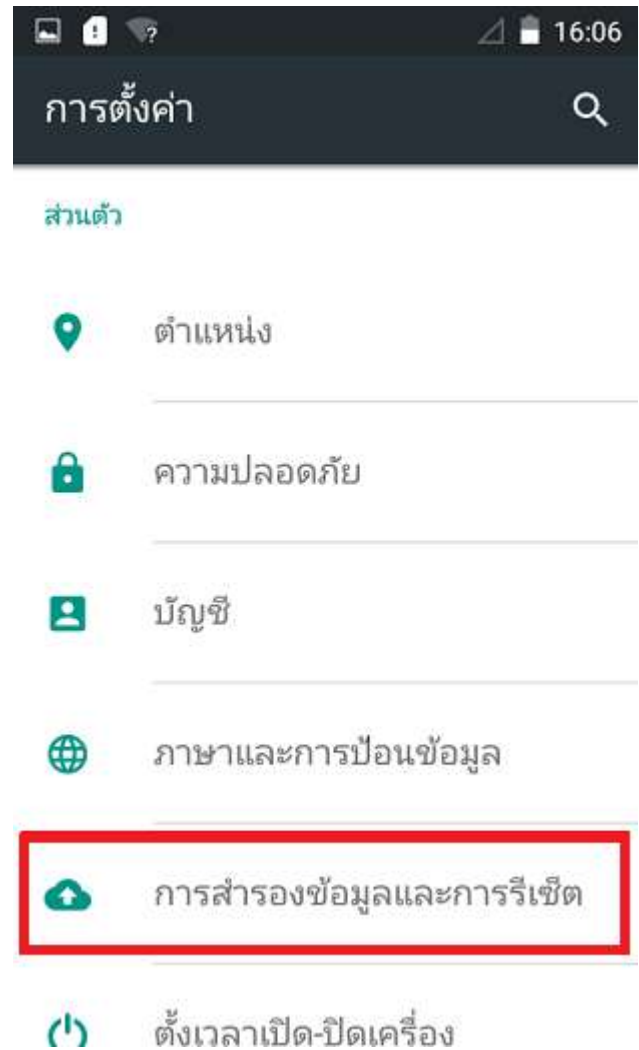 16:06
การตั้งค่า
ส่วนตัว
ตำแหน่ง
ความปลอดภัย
บัญชี
ภาษาและการป้อนข้อมูล
การสำรองข้อมูลและการรีเซ็ต
ตั้งเวลาเปิด-ปิดเครื่อง